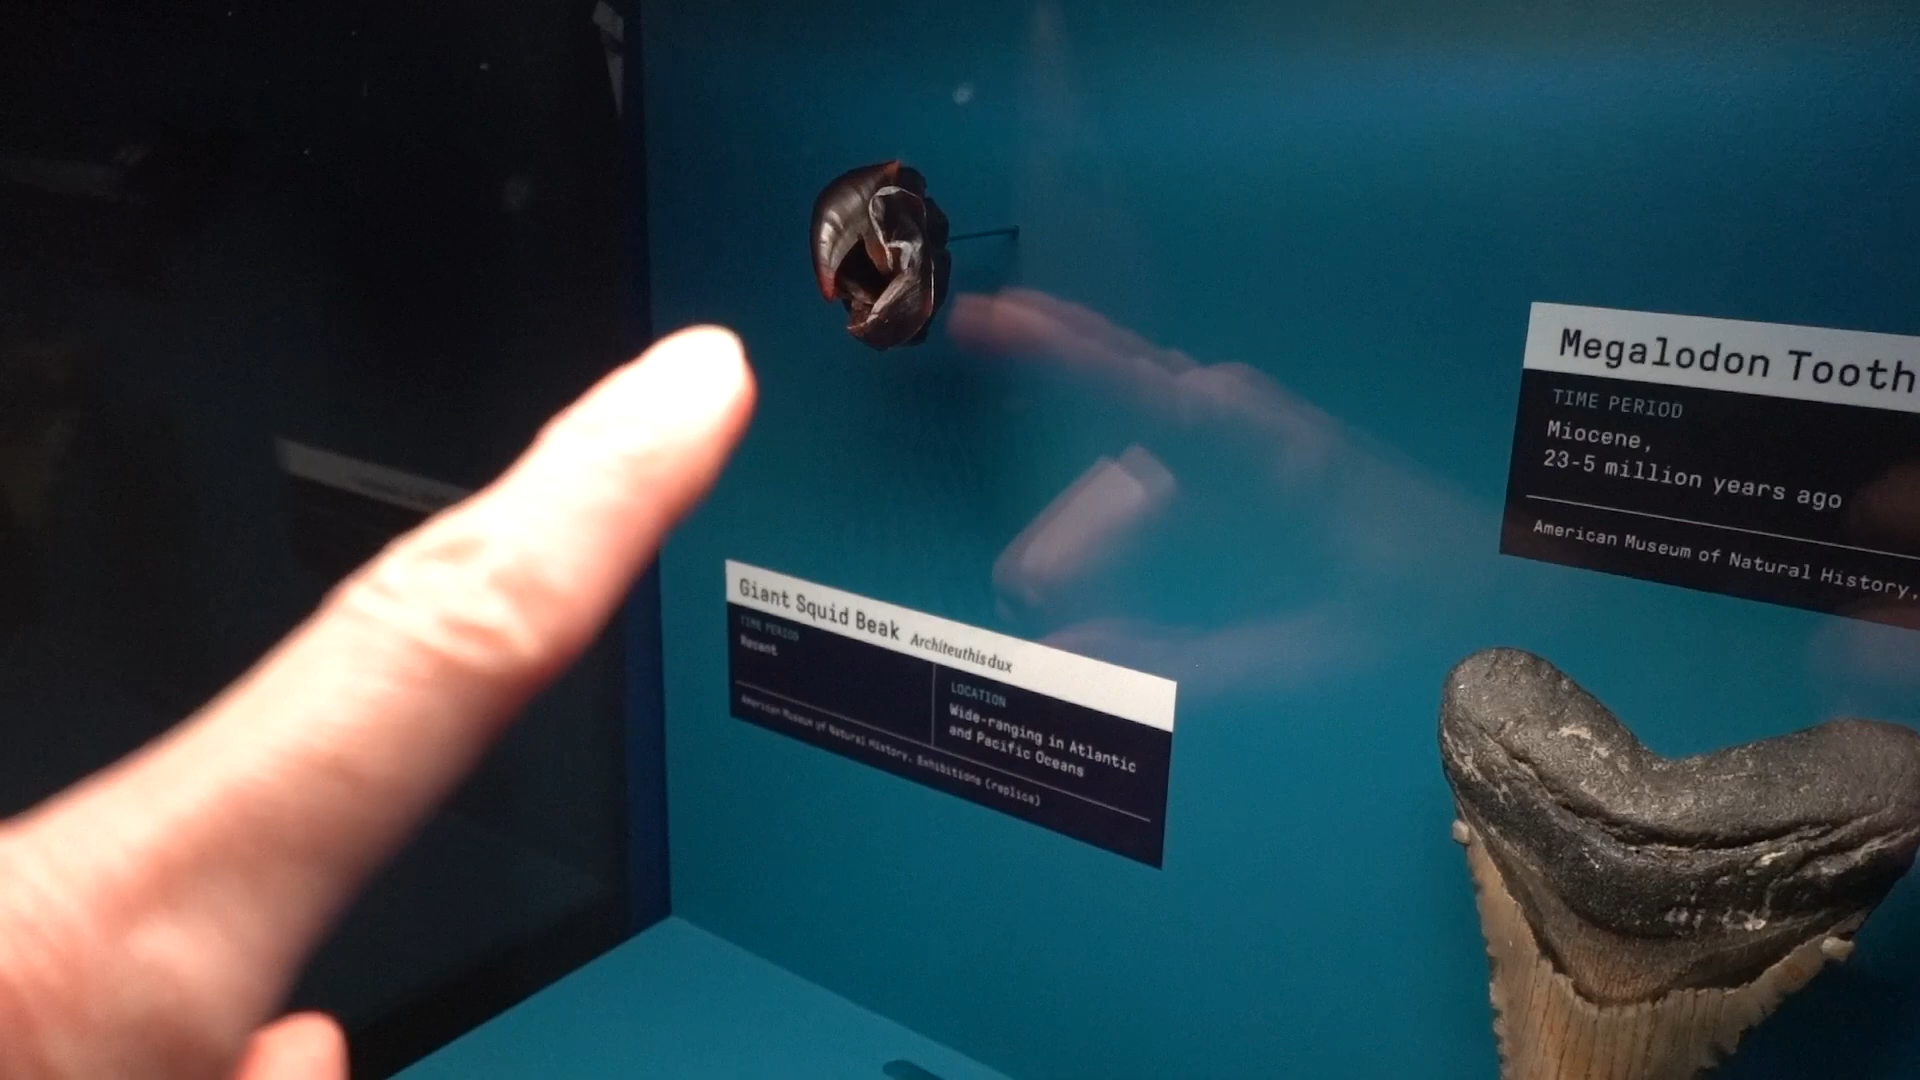 Giant Squid Beak Architeuthis dux
TIME PERIOD
Recent
LOCATION
Wide-ranging in Atlantic
and Pacific Oceans
American Museum of Natural History, Exhibitions (replica)
Megalodon Tooth
TIME PERIOD
Miocene,
23-5 million years ago
American Museum of Natural History,